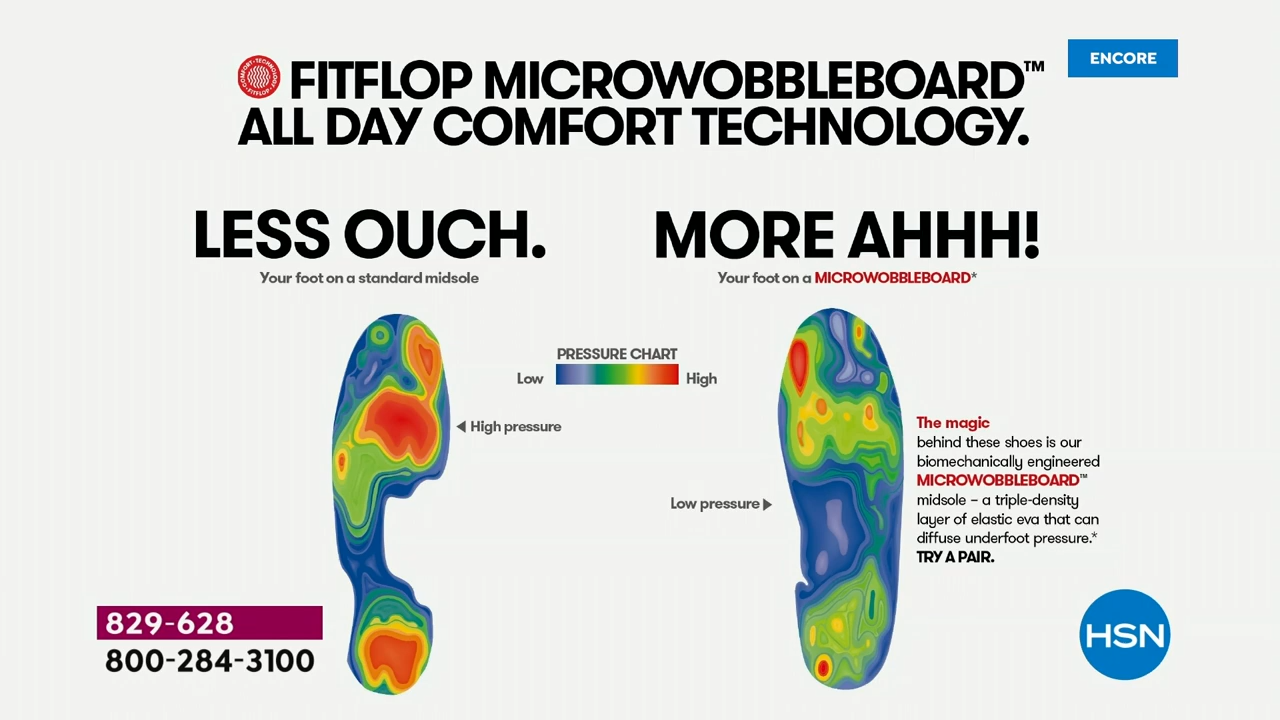 ENCORE
FITFLOP MICROWOBBLEBOARD™
ALL DAY COMFORT TECHNOLOGY.
LESS OUCH.
Your foot on a standard midsole
MORE AHHH!
Your foot on a MICROWOBBLEBOARD*
PRESSURE CHART
Low
High
High pressure
Low pressure
The magic
behind these shoes is our
biomechanically engineered
MICROWOBBLEBOARD™
midsole – a triple-density
layer of elastic eva that can
diffuse underfoot pressure.*
TRY A PAIR.
829-628
800-284-3100
HSN